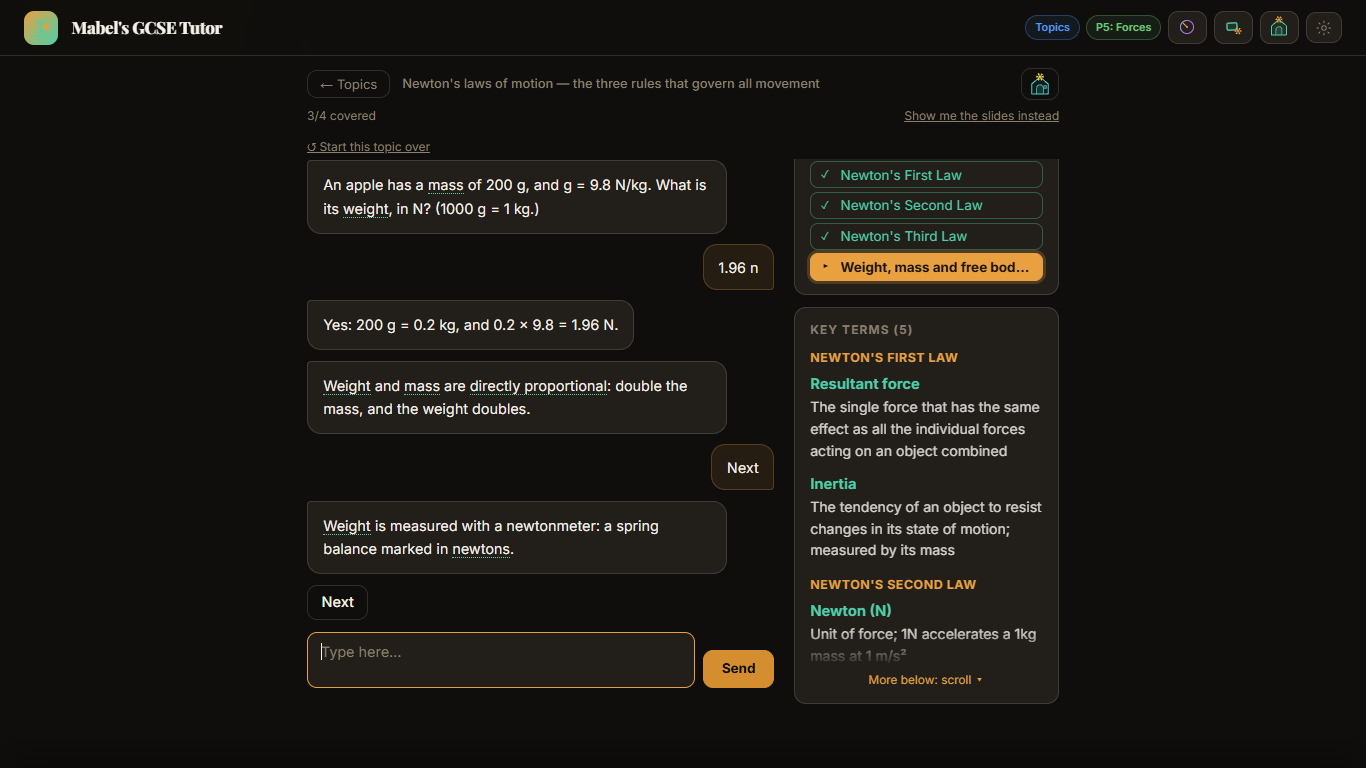 Mabel's GCSE Tutor
Topics
P5: Forces
← Topics
Newton's laws of motion — the three rules that govern all movement
3/4 covered
Show me the slides instead
↺ Start this topic over
An apple has a mass of 200 g, and g = 9.8 N/kg. What is
its weight, in N? (1000 g = 1 kg.)
1.96 n
Yes: 200 g = 0.2 kg, and 0.2 × 9.8 = 1.96 N.
Weight and mass are directly proportional: double the
mass, and the weight doubles.
Next
Weight is measured with a newtonmeter: a spring
balance marked in newtons.
Next
Type here...
Send
✓ Newton's First Law
✓ Newton's Second Law
✓ Newton's Third Law
▸ Weight, mass and free bod...
KEY TERMS (5)
NEWTON'S FIRST LAW
Resultant force
The single force that has the same
effect as all the individual forces
acting on an object combined
Inertia
The tendency of an object to resist
changes in its state of motion;
measured by its mass
NEWTON'S SECOND LAW
Newton (N)
Unit of force; 1N accelerates a 1kg
mass at 1 m/s²
More below: scroll ▾